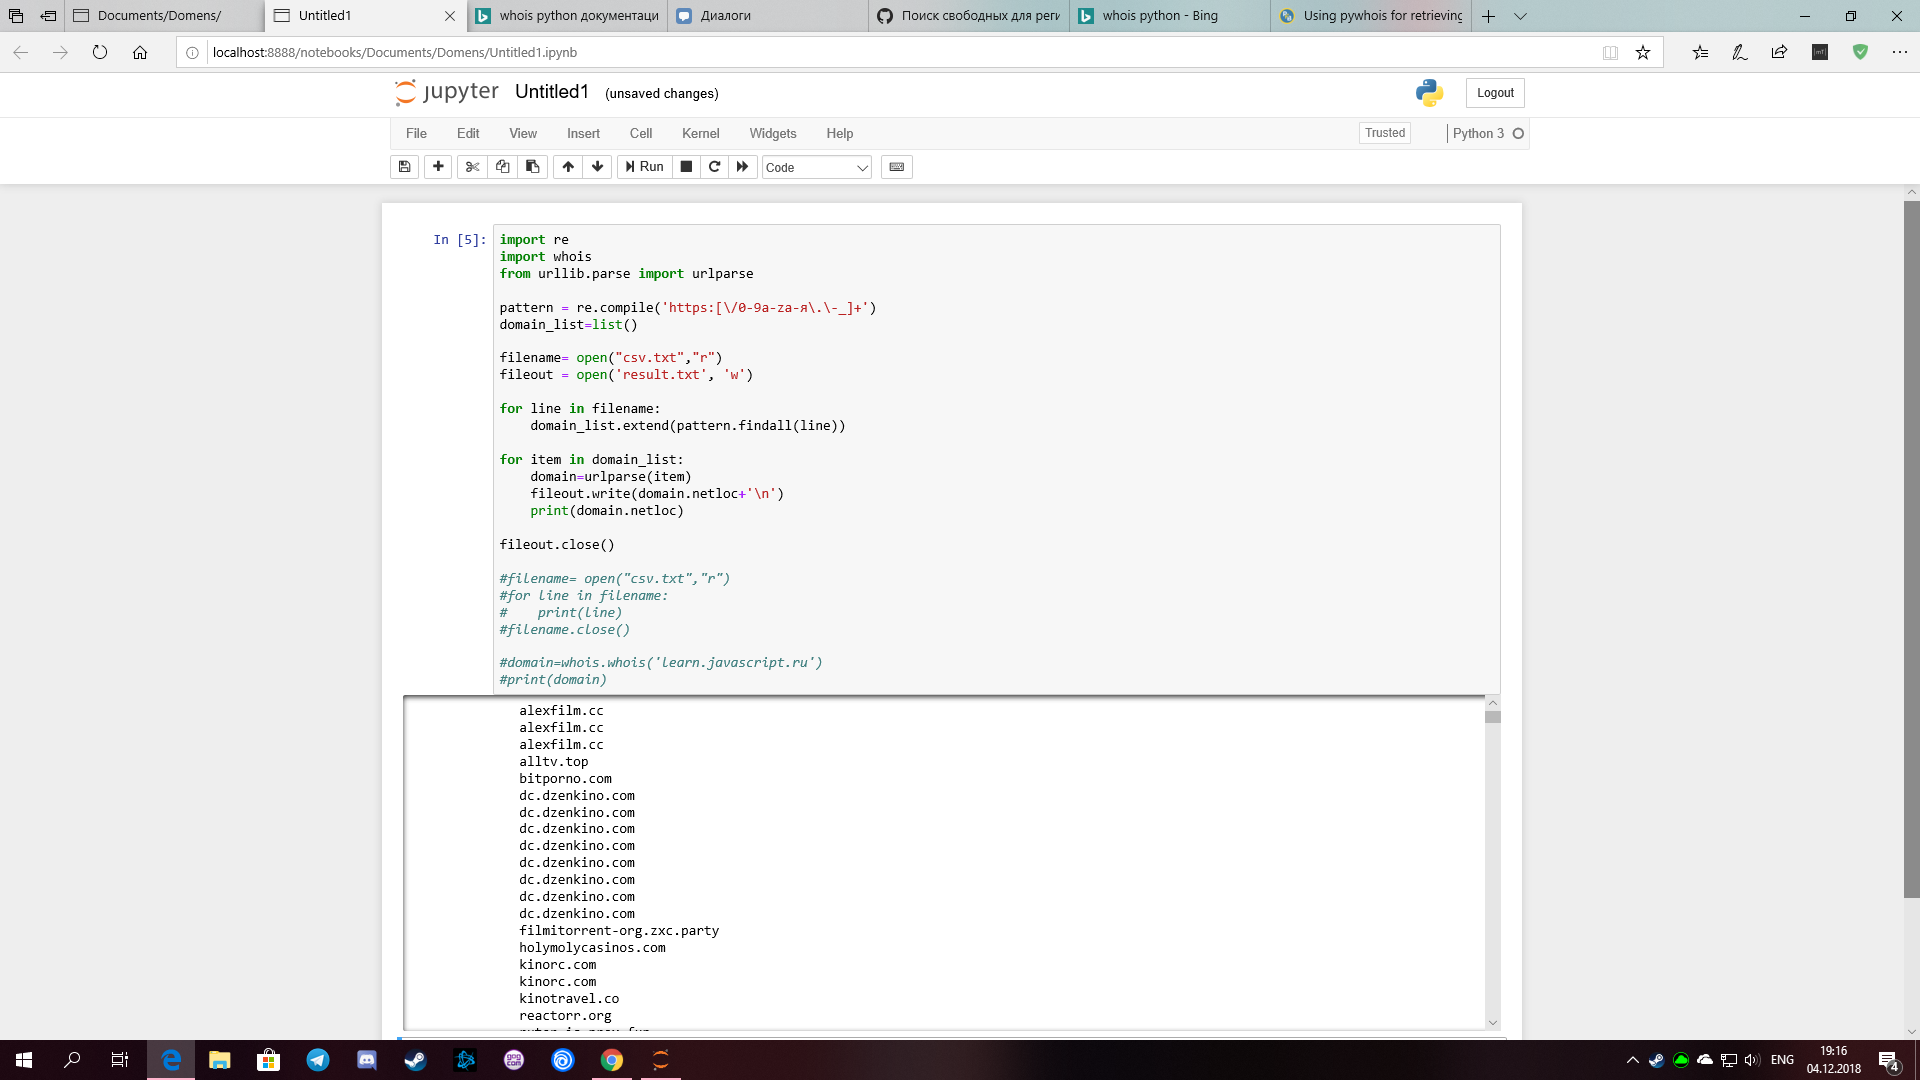 Documents/Domens/
Untitled1
whois python документаци
Диалоги
Поиск свободных для реги
whois python - Bing
Using pywhois for retrieving
localhost:8888/notebooks/Documents/Domens/Untitled1.ipynb
jupyter Untitled1 (unsaved changes)
Logout
File Edit View Insert Cell Kernel Widgets Help
Trusted
Python 3
Run
Code
In [5]:
import re
import whois
from urllib.parse import urlparse
pattern = re.compile('https:[\/0-9a-za-я\.\-_]+')
domain_list=list()
filename= open("csv.txt","r")
fileout = open('result.txt', 'w')
for line in filename:
    domain_list.extend(pattern.findall(line))
for item in domain_list:
    domain=urlparse(item)
    fileout.write(domain.netloc+'\n')
    print(domain.netloc)
fileout.close()
#filename= open("csv.txt","r")
#for line in filename:
#    print(line)
#filename.close()
#domain=whois.whois('learn.javascript.ru')
#print(domain)
alexfilm.cc
alexfilm.cc
alexfilm.cc
alltv.top
bitporno.com
dc.dzenkino.com
dc.dzenkino.com
dc.dzenkino.com
dc.dzenkino.com
dc.dzenkino.com
dc.dzenkino.com
dc.dzenkino.com
dc.dzenkino.com
filmitorrent-org.zxc.party
holymolycasinos.com
kinorc.com
kinorc.com
kinotravel.co
reactorr.org
ENG
19:16
04.12.2018
4